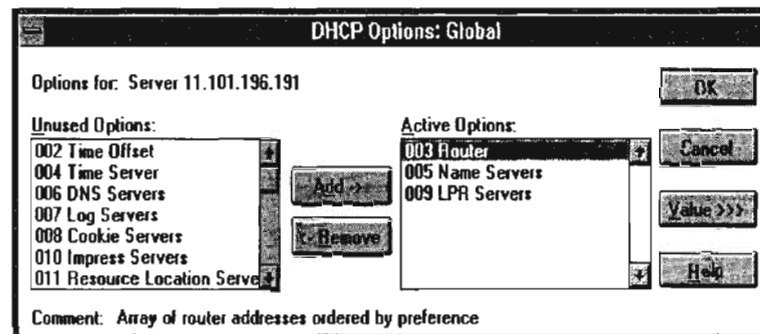 DHCP Options: Global
Options for: Server 11.101.196.191
OK
Unused Options:
Active Options:
002 Time Offset
004 Time Server
006 DNS Servers
007 Log Servers
008 Cookie Servers
010 Impress Servers
011 Resource Location Serve
Add ->
<- Remove
003 Router
005 Name Servers
009 LPR Servers
Cancel
Value >>>
Help
Comment: Array of router addresses ordered by preference